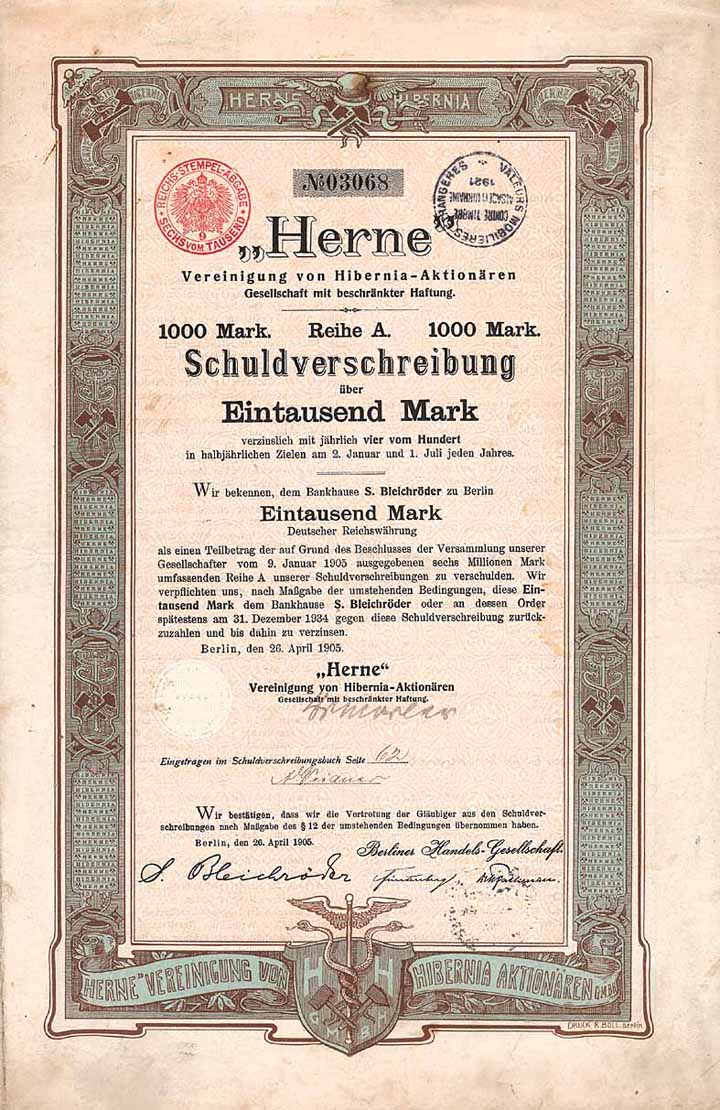 HERNE HIBERNIA
№03068
REICHS-STEMPEL-ABGABE
SECHS VOM TAUSEND
9
VALEURS MOBILIERES ETRANGERES
1921
CONTRE TIMBRE
ALSACE LORRAINE
„Herne“
Vereinigung von Hibernia-Aktionären
Gesellschaft mit beschränkter Haftung.
1000 Mark. Reihe A. 1000 Mark.
Schuldverschreibung
über
Eintausend Mark
verzinslich mit jährlich vier vom Hundert
in halbjährlichen Zielen am 2. Januar und 1. Juli jeden Jahres.
Wir bekennen, dem Bankhause S. Bleichröder zu Berlin
Eintausend Mark
Deutscher Reichswährung
als einen Teilbetrag der auf Grund des Beschlusses der Versammlung unserer
Gesellschafter vom 9. Januar 1905 ausgegebenen sechs Millionen Mark
umfassenden Reihe A unserer Schuldverschreibungen zu verschulden. Wir
verpflichten uns, nach Maßgabe der umstehenden Bedingungen, diese Ein-
tausend Mark dem Bankhause S. Bleichröder oder an dessen Order
spätestens am 31. Dezember 1934 gegen diese Schuldverschreibung zurück-
zuzahlen und bis dahin zu verzinsen.
Berlin, den 26. April 1905.
„Herne“
Vereinigung von Hibernia-Aktionären
Gesellschaft mit beschränkter Haftung.
Eingetragen im Schuldverschreibungsbuch Seite 62
Wir bestätigen, dass wir die Vertretung der Gläubiger aus den Schuldver-
schreibungen nach Maßgabe des § 12 der umstehenden Bedingungen übernommen haben.
Berlin, den 26. April 1905.
Berliner Handels-Gesellschaft.
S. Bleichröder
HERNE" VEREINIGUNG VON HIBERNIA AKTIONÄREN G.M.B.H.
H H
G M B H
DRUCK R. BOLL, Berlin